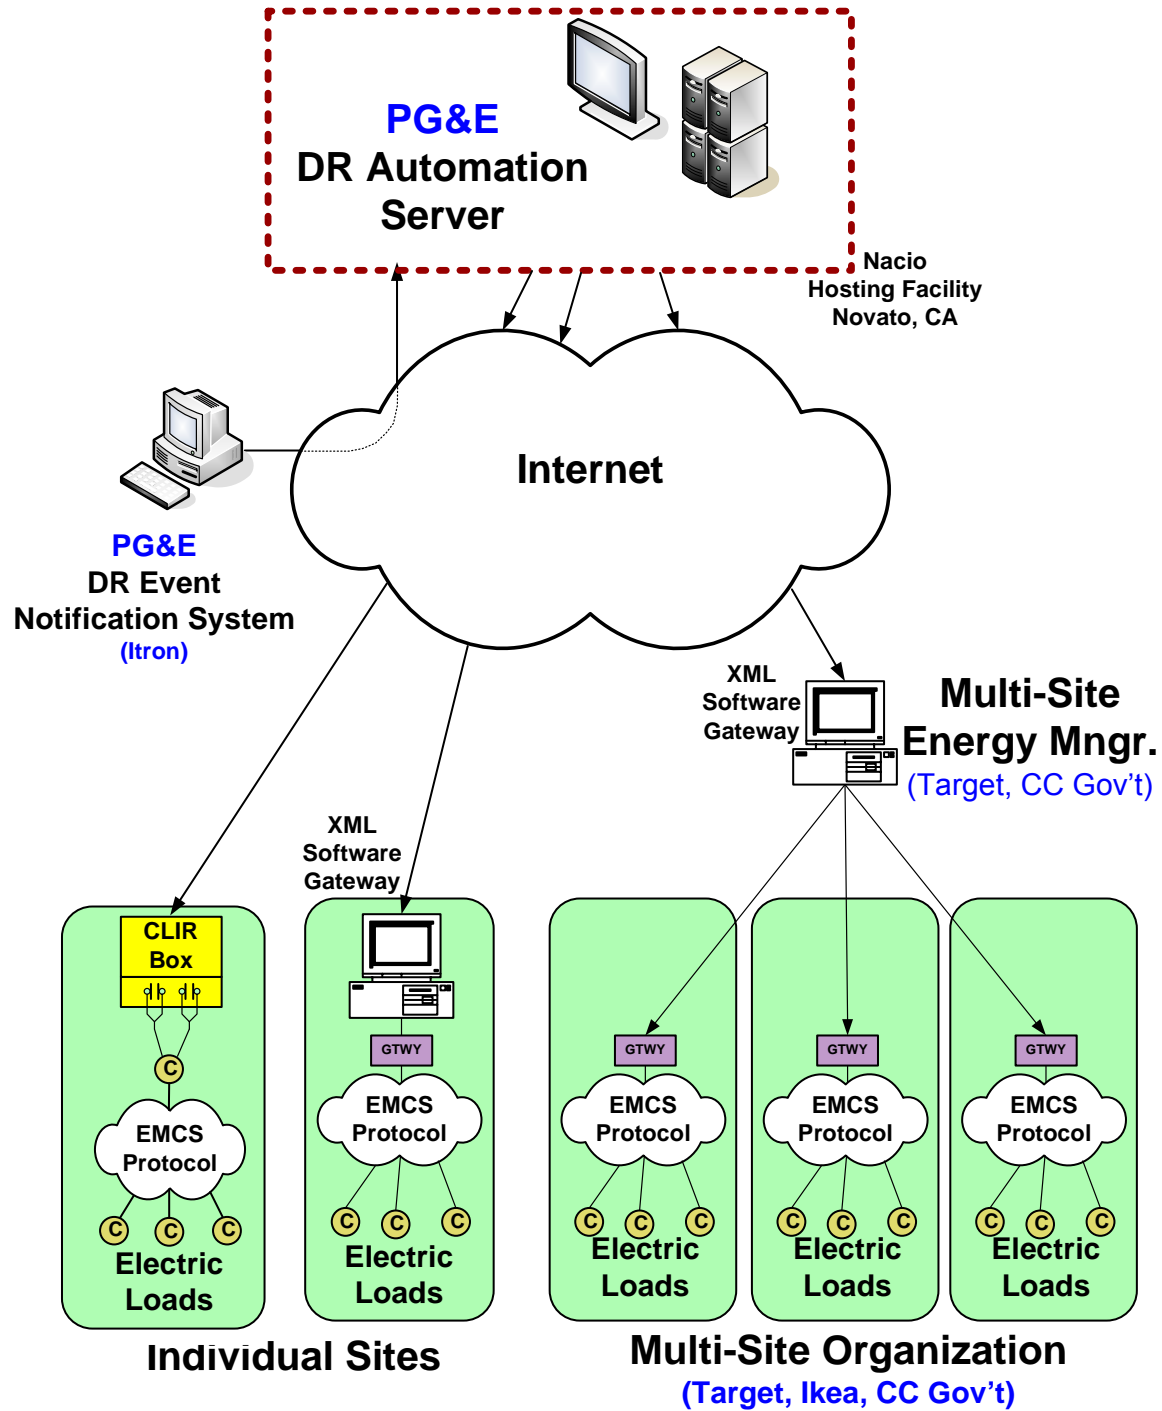 PG&E
DR Automation
Server
Nacio
Hosting Facility
Novato, CA
Internet
PG&E
DR Event
Notification System
(Itron)
XML
Software
Gateway
Multi-Site
Energy Mngr.
(Target, CC Gov't)
XML
Software
Gateway
CLIR
Box
C
EMCS
Protocol
C
C
C
Electric
Loads
GTWY
EMCS
Protocol
C
C
C
Electric
Loads
GTWY
EMCS
Protocol
C
C
C
Electric
Loads
GTWY
EMCS
Protocol
C
C
C
Electric
Loads
GTWY
EMCS
Protocol
C
C
C
Electric
Loads
Individual Sites
Multi-Site Organization
(Target, Ikea, CC Gov't)